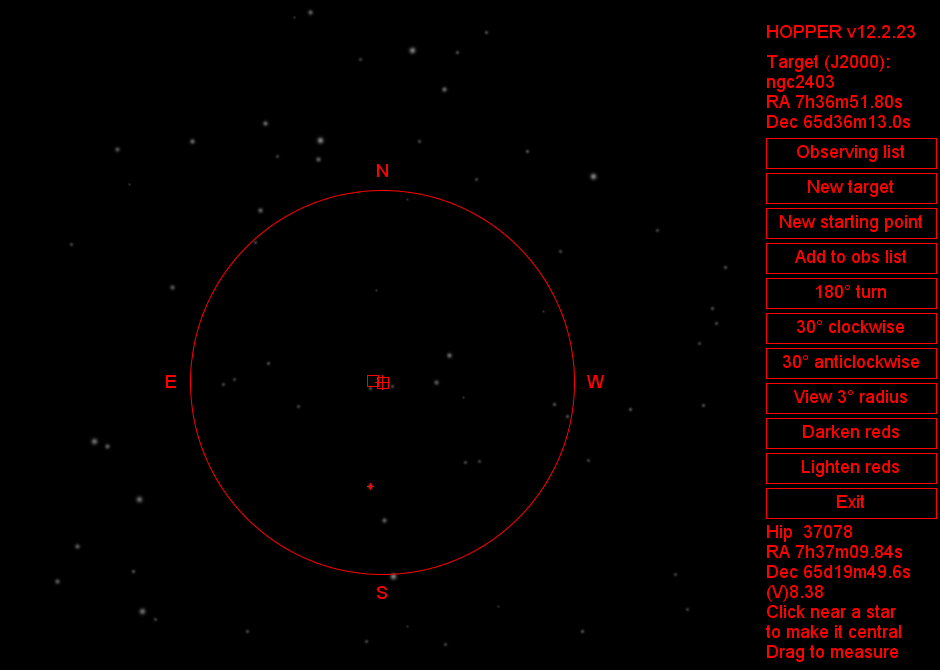 HOPPER v12.2.23
Target (J2000):
ngc2403
RA 7h36m51.80s
Dec 65d36m13.0s
Observing list
New target
New starting point
Add to obs list
180° turn
30° clockwise
30° anticlockwise
View 3° radius
Darken reds
Lighten reds
Exit
Hip  37078
RA 7h37m09.84s
Dec 65d19m49.6s
(V)8.38
Click near a star
to make it central
Drag to measure
N
E
W
S